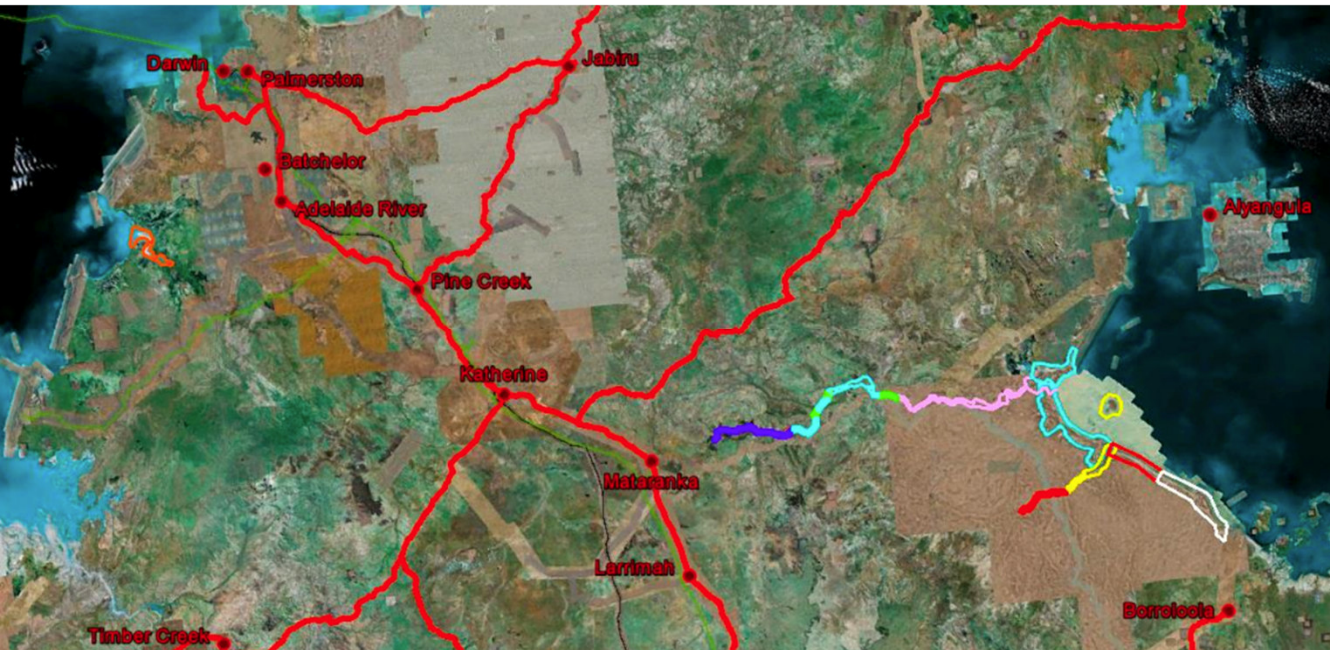 Darwin
Palmerston
Jabiru
Batchelor
Adelaide River
Alyangula
Pine Creek
Katherine
Mataranka
Larrimah
Borroloola
Timber Creek